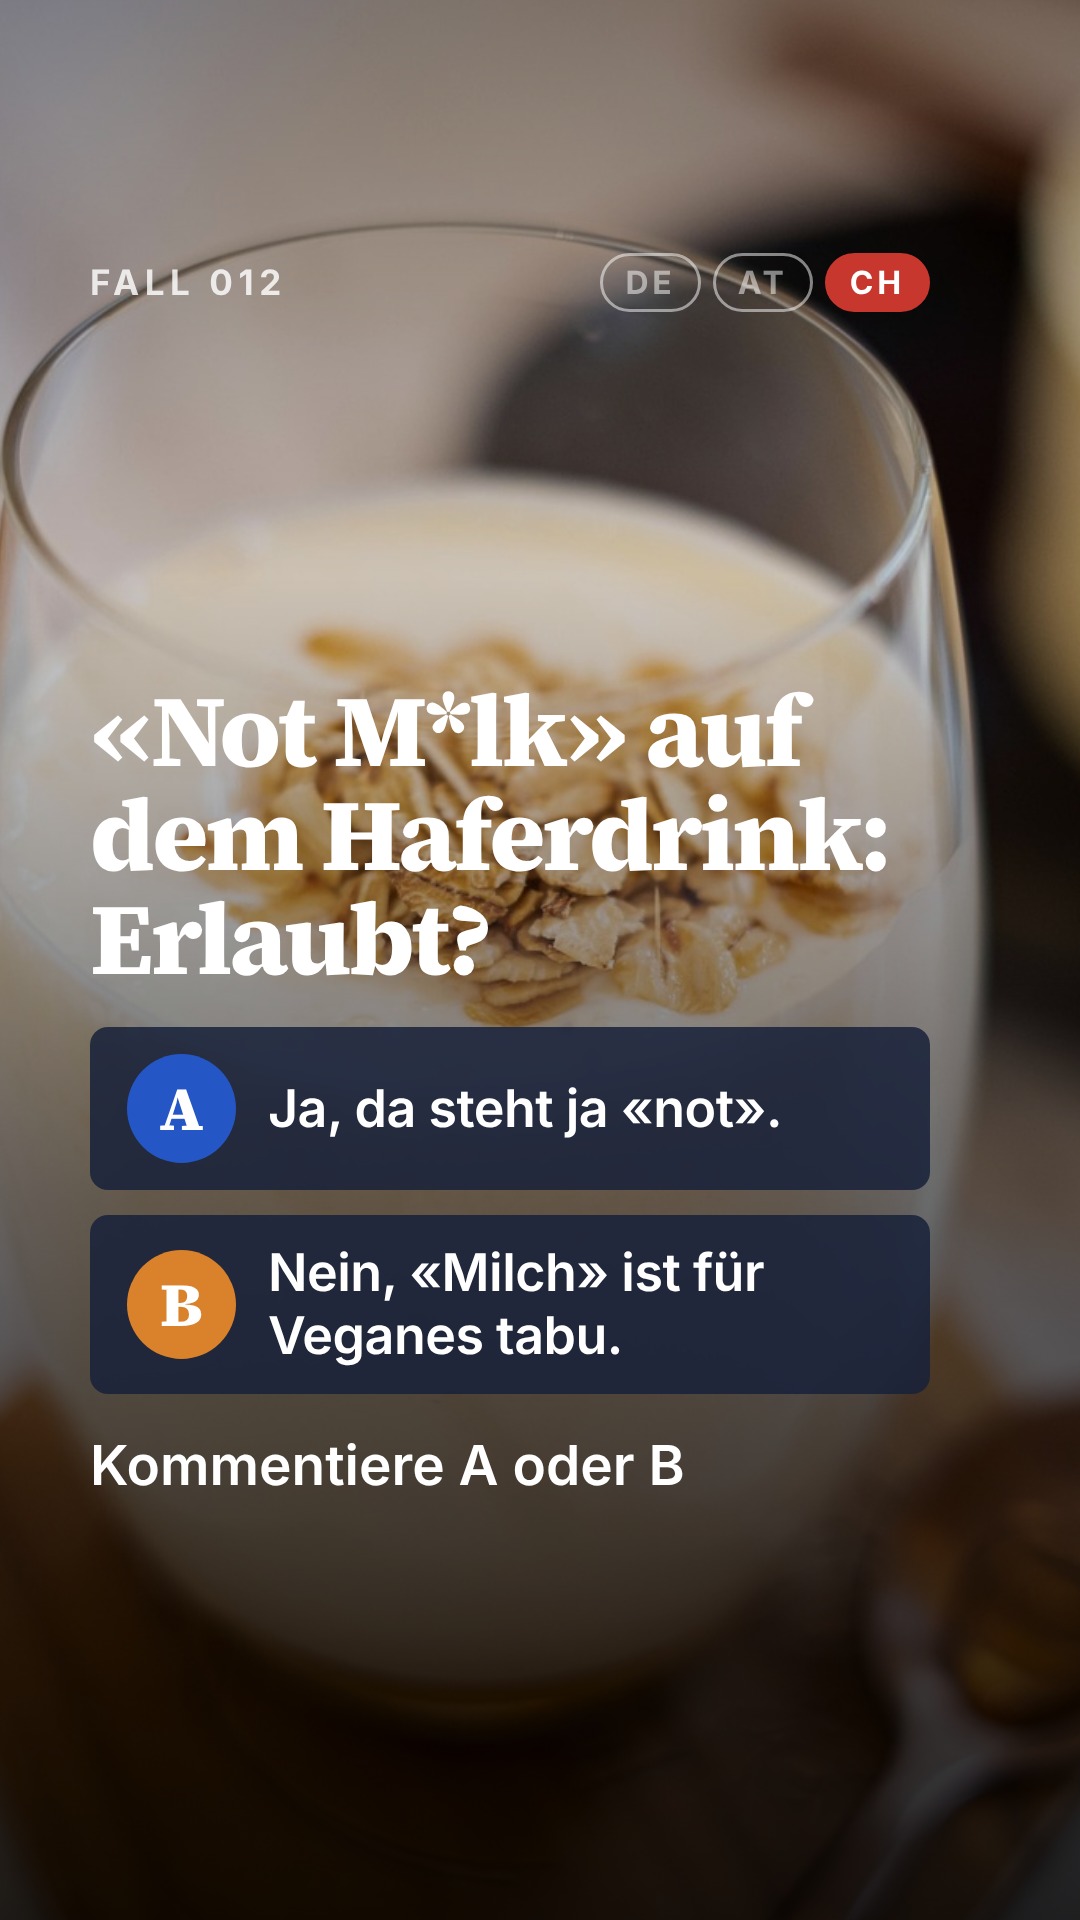 FALL 012
DE AT CH
«Not M*lk» auf
dem Haferdrink:
Erlaubt?
A Ja, da steht ja «not».
B Nein, «Milch» ist für
Veganes tabu.
Kommentiere A oder B